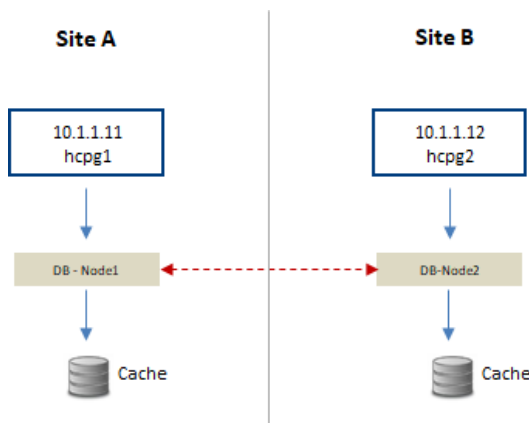 Site A
10.1.1.11
hcpg1
DB - Node1
Cache
Site B
10.1.1.12
hcpg2
DB-Node2
Cache